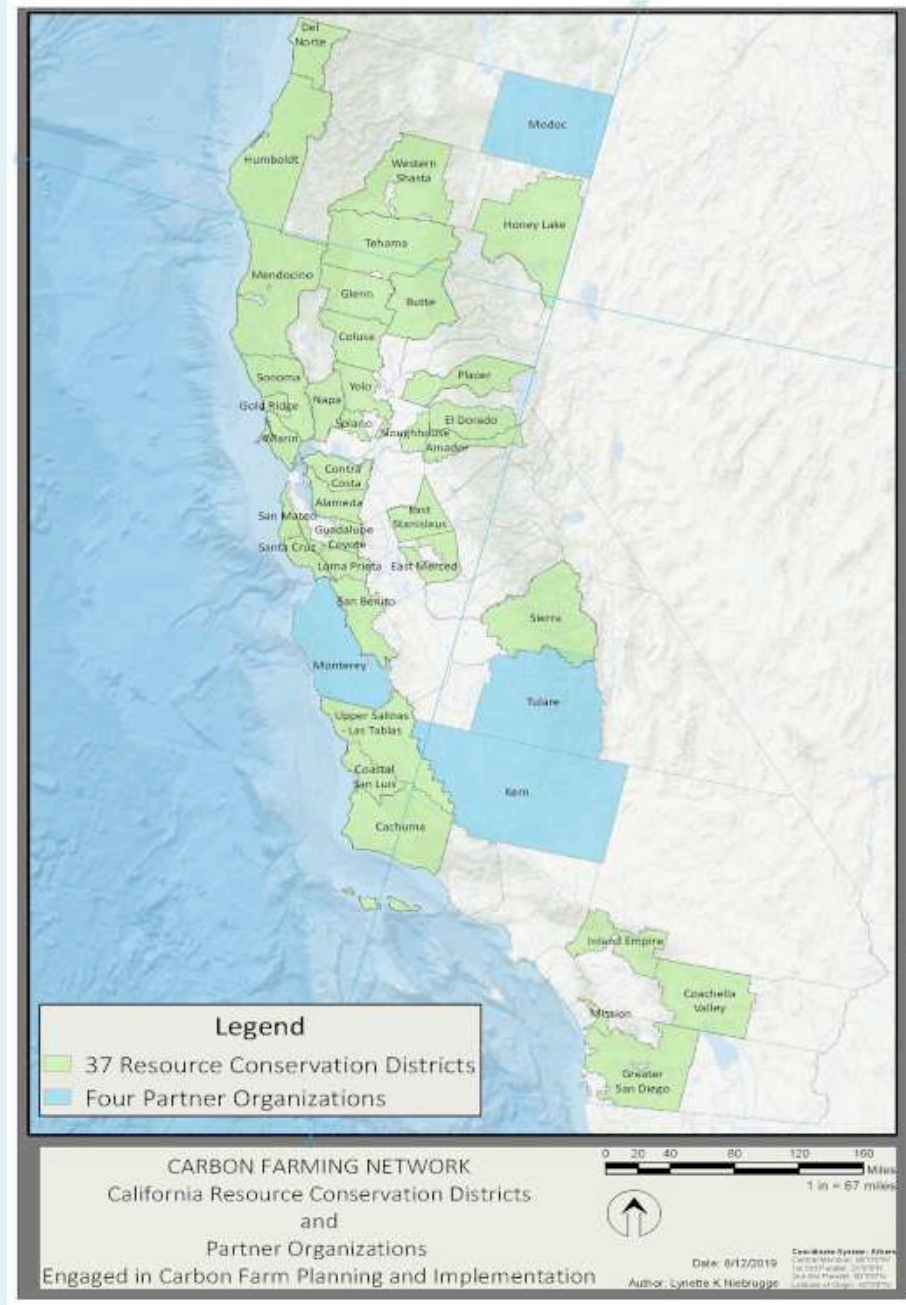 Del
Norte
Modoc
Humboldt
Western
Shasta
Honey Lake
Tehama
Mendocino
Glenn
Butte
Colusa
Placer
Sonoma
Yolo
Napa
Gold Ridge
El Dorado
Solano
Sloughhouse
Marin
Amador
Contra
Costa
Alameda
East
Stanislaus
San Mateo
Guadalupe
Coyote
Santa Cruz
Loma Prieta
East Merced
San Benito
Sierra
Monterey
Tulare
Upper Salinas
- Las Tablas
Coastal
San Luis
Kern
Cachuma
Inland Empire
Coachella
Valley
Mission
Greater
San Diego
Legend
37 Resource Conservation Districts
Four Partner Organizations
CARBON FARMING NETWORK
California Resource Conservation Districts
and
Partner Organizations
Engaged in Carbon Farm Planning and Implementation
0 20 40 80 120 160
Miles
1 in = 67 miles
Date: 8/12/2019
Author: Lynette K Niebrugge
Coordinate System: Albers